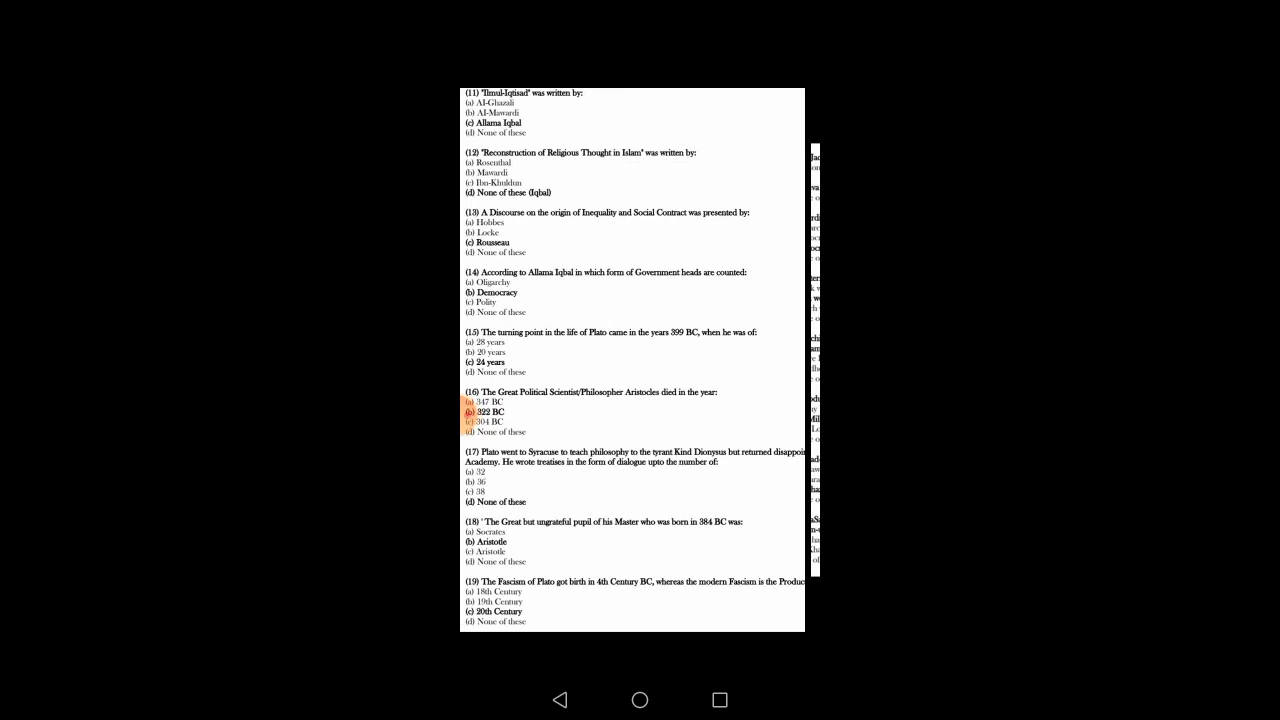 (11) "Ilmul-Iqtisad" was written by:
(a) AI-Ghazali
(b) AI-Mawardi
(c) Allama Iqbal
(d) None of these
(12) "Reconstruction of Religious Thought in Islam" was written by:
(a) Rosenthal
(b) Mawardi
(c) Ibn-Khuldun
(d) None of these (Iqbal)
(13) A Discourse on the origin of Inequality and Social Contract was presented by:
(a) Hobbes
(b) Locke
(c) Rousseau
(d) None of these
(14) According to Allama Iqbal in which form of Government heads are counted:
(a) Oligarchy
(b) Democracy
(c) Polity
(d) None of these
(15) The turning point in the life of Plato came in the years 399 BC, when he was of:
(a) 28 years
(b) 20 years
(c) 24 years
(d) None of these
(16) The Great Political Scientist/Philosopher Aristocles died in the year:
(a) 347 BC
(b) 322 BC
(c) 304 BC
(d) None of these
(17) Plato went to Syracuse to teach philosophy to the tyrant Kind Dionysus but returned disappoin
Academy. He wrote treatises in the form of dialogue upto the number of:
(a) 32
(b) 36
(c) 38
(d) None of these
(18) ' The Great but ungrateful pupil of his Master who was born in 384 BC was:
(a) Socrates
(b) Aristotle
(c) Aristotle
(d) None of these
(19) The Fascism of Plato got birth in 4th Century BC, whereas the modern Fascism is the Produc
(a) 18th Century
(b) 19th Century
(c) 20th Century
(d) None of these